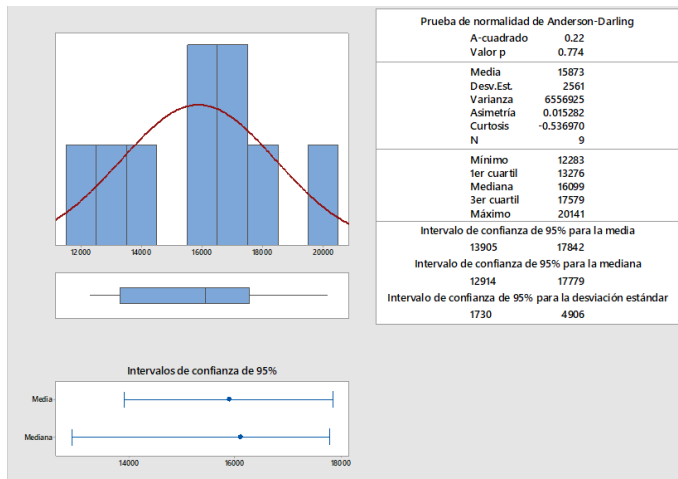 Prueba de normalidad de Anderson-Darling
A-cuadrado 0.22
Valor p 0.774
Media 15873
Desv.Est. 2561
Varianza 6556925
Asimetría 0.015282
Curtosis -0.536970
N 9
Mínimo 12283
1er cuartil 13276
Mediana 16099
3er cuartil 17579
Máximo 20141
Intervalo de confianza de 95% para la media
13905 17842
Intervalo de confianza de 95% para la mediana
12914 17779
Intervalo de confianza de 95% para la desviación estándar
1730 4906
12000 14000 16000 18000 20000
Intervalos de confianza de 95%
Media
Mediana
14000 16000 18000